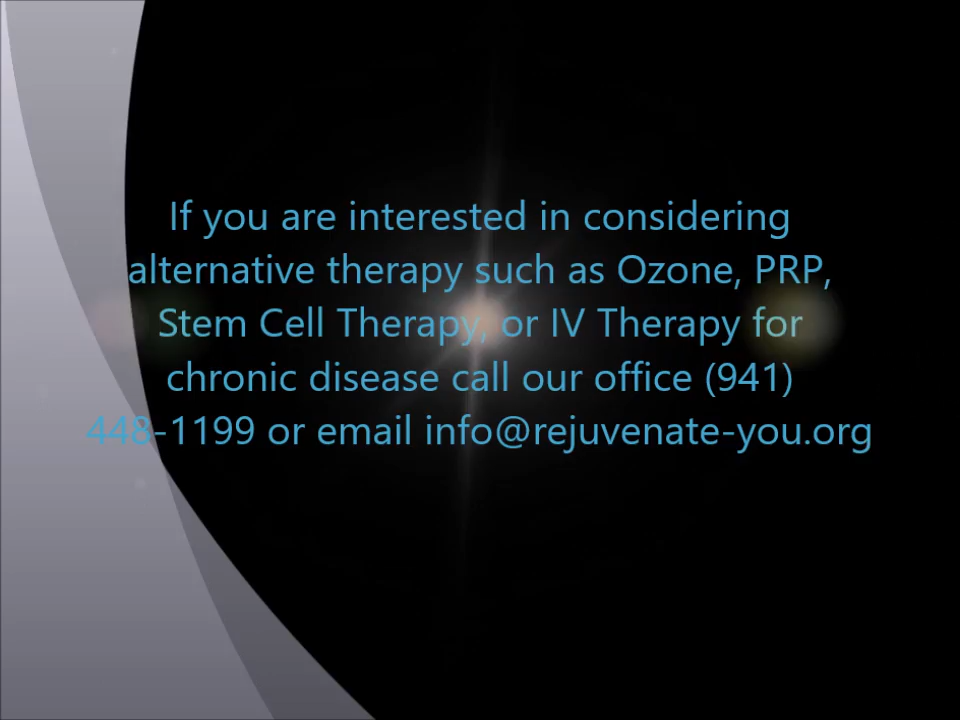 If you are interested in considering
alternative therapy such as Ozone, PRP,
Stem Cell Therapy, or IV Therapy for
chronic disease call our office (941)
448-1199 or email info@rejuvenate-you.org